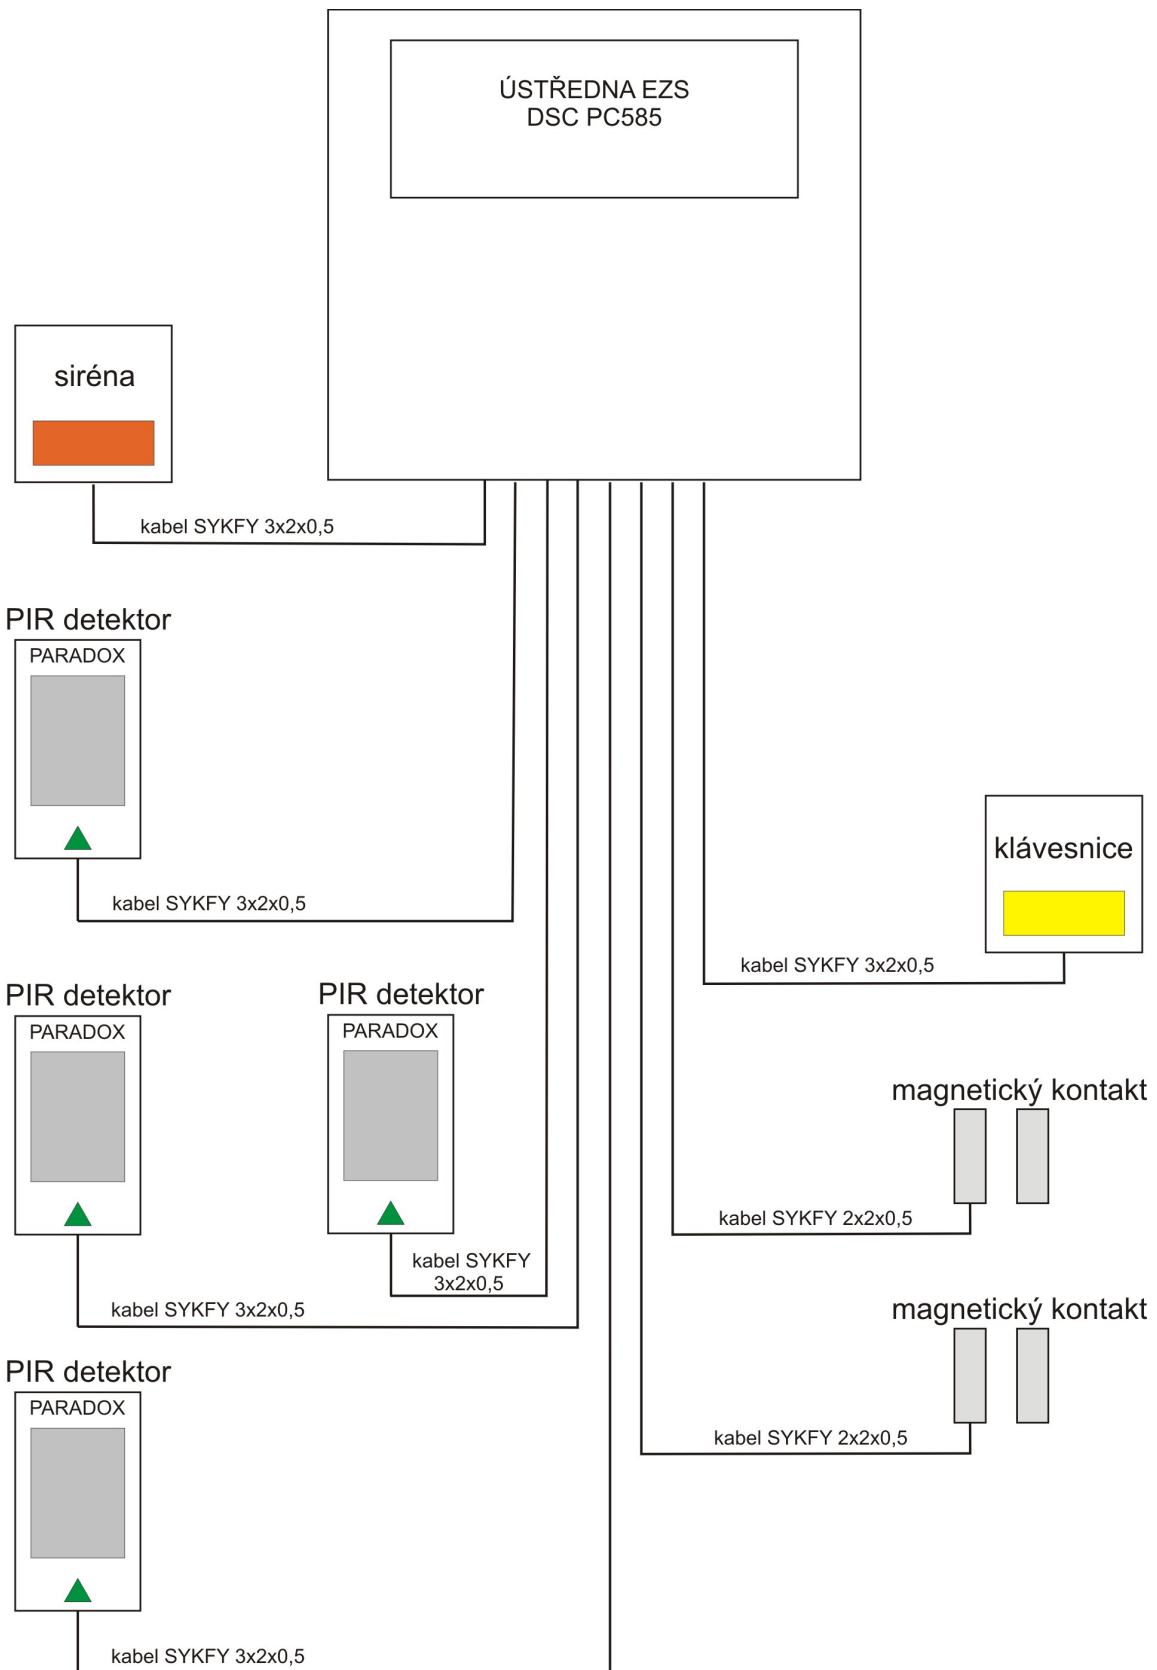 ÚSTŘEDNA EZS
DSC PC585
siréna
kabel SYKFY 3x2x0,5
PIR detektor
PARADOX
kabel SYKFY 3x2x0,5
klávesnice
kabel SYKFY 3x2x0,5
PIR detektor
PARADOX
kabel SYKFY 3x2x0,5
PIR detektor
PARADOX
kabel SYKFY
3x2x0,5
magnetický kontakt
kabel SYKFY 2x2x0,5
magnetický kontakt
kabel SYKFY 2x2x0,5
PIR detektor
PARADOX
kabel SYKFY 3x2x0,5